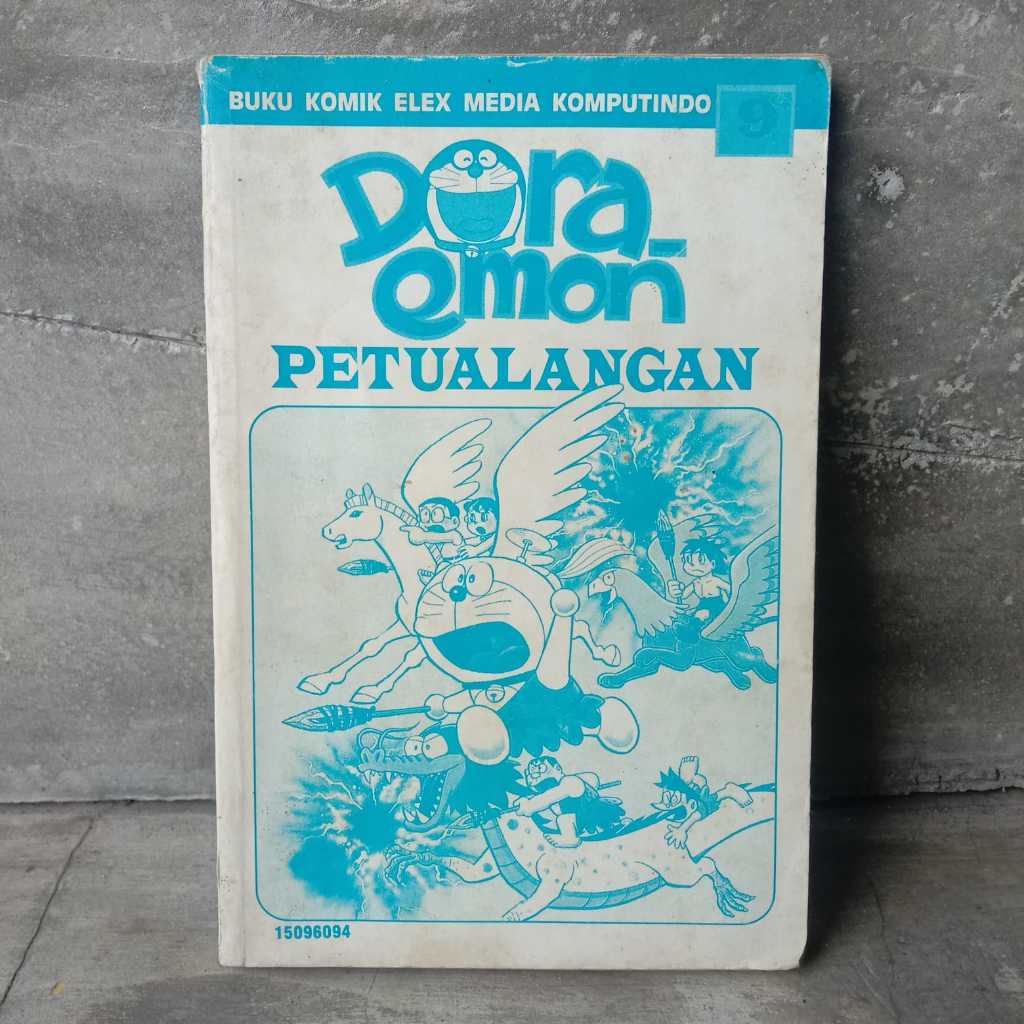 BUKU KOMIK ELEX MEDIA KOMPUTINDO 9
Dora
emon
PETUALANGAN
15096094